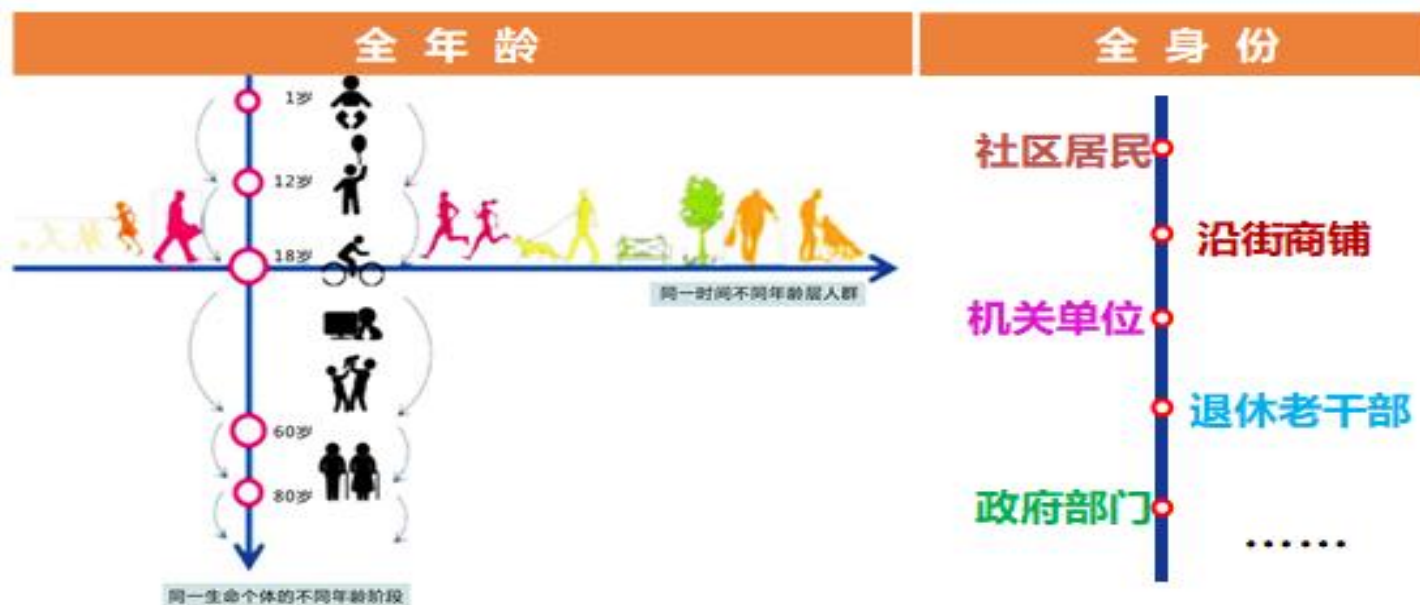 全年龄
全身份
1岁
12岁
18岁
同一时间不同年龄层人群
60岁
80岁
同一生命个体的不同年龄阶段
社区居民
沿街商铺
机关单位
退休老干部
政府部门
……